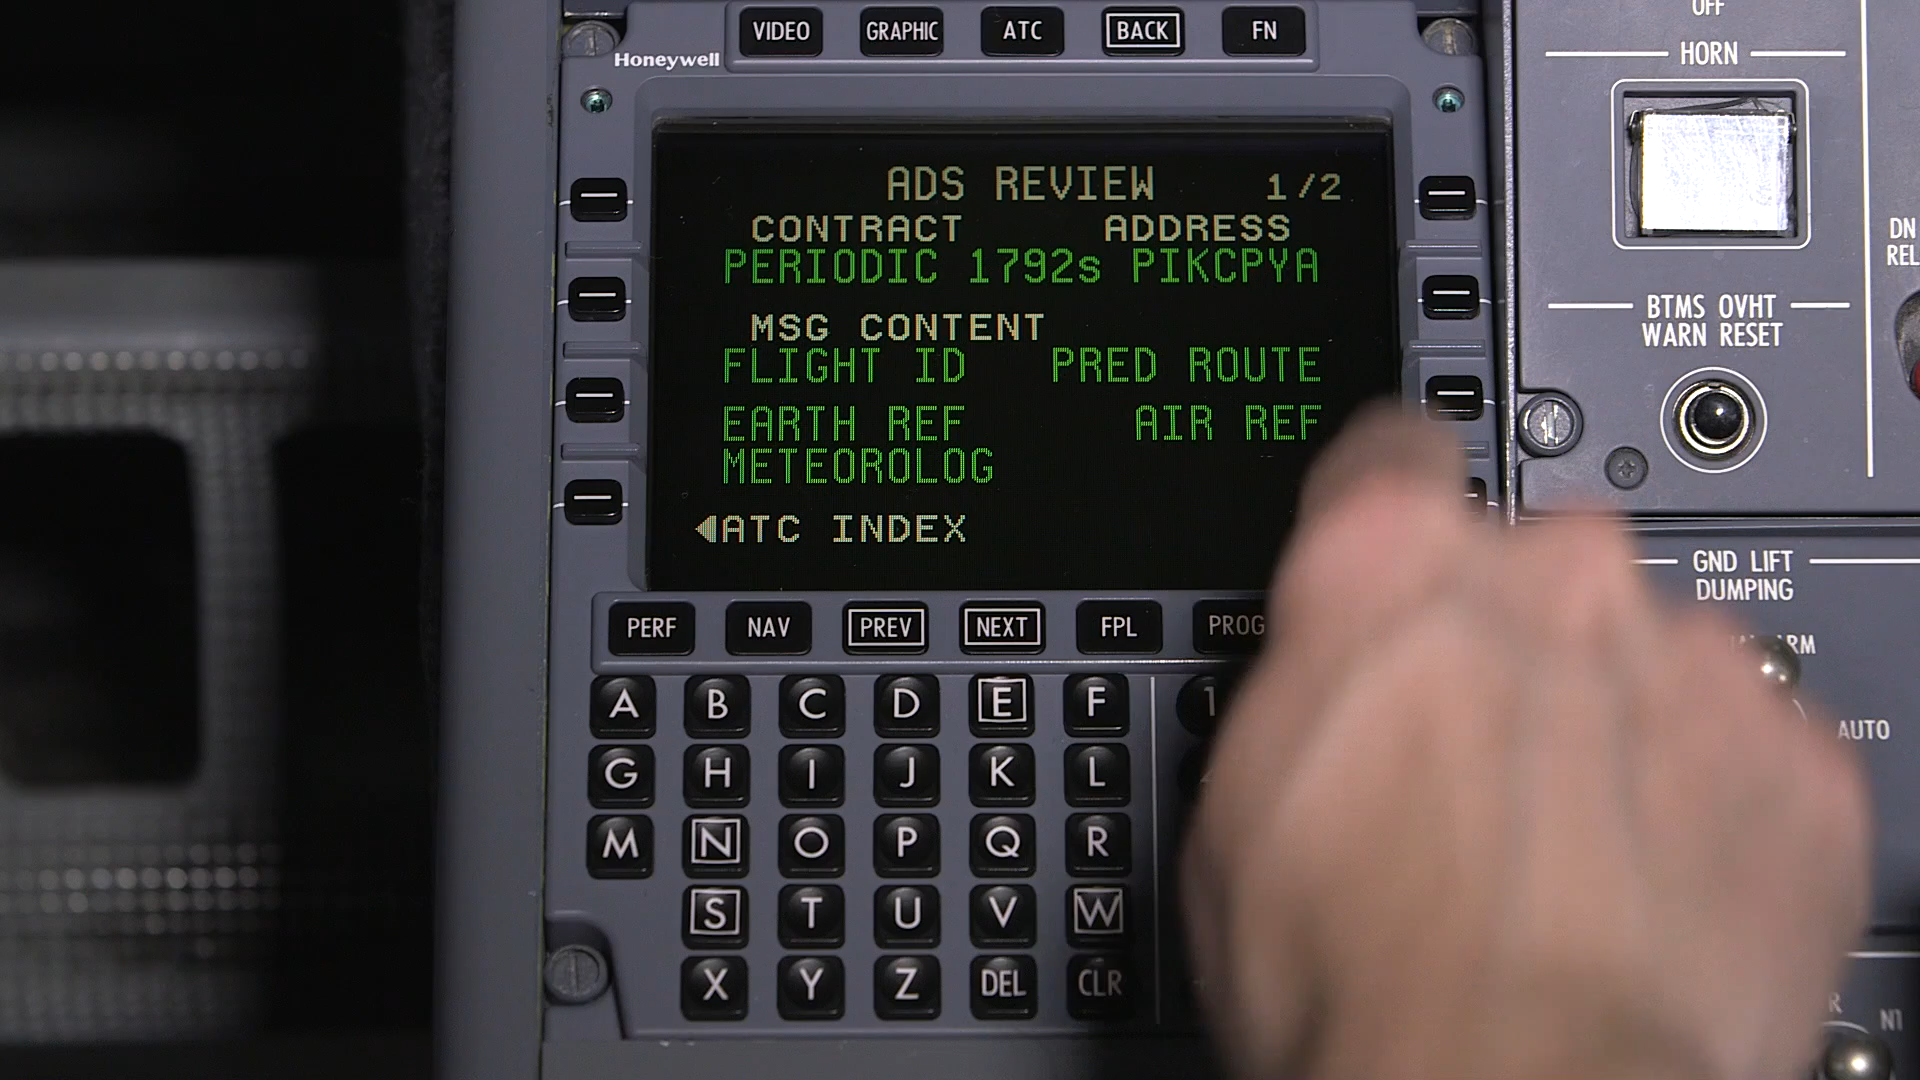 VIDEO GRAPHIC ATC BACK FN
Honeywell
ADS REVIEW 1/2
CONTRACT ADDRESS
PERIODIC 1792s PIKCPYA
MSG CONTENT
FLIGHT ID PRED ROUTE
EARTH REF AIR REF
METEOROLOG
ATC INDEX
PERF NAV PREV NEXT FPL PROG
A B C D E F 1
G H I J K L
M N O P Q R
S T U V W
X Y Z DEL CLR
OFF
HORN
DN
REL
BTMS OVHT
WARN RESET
GND LIFT
DUMPING
AUTO
N1